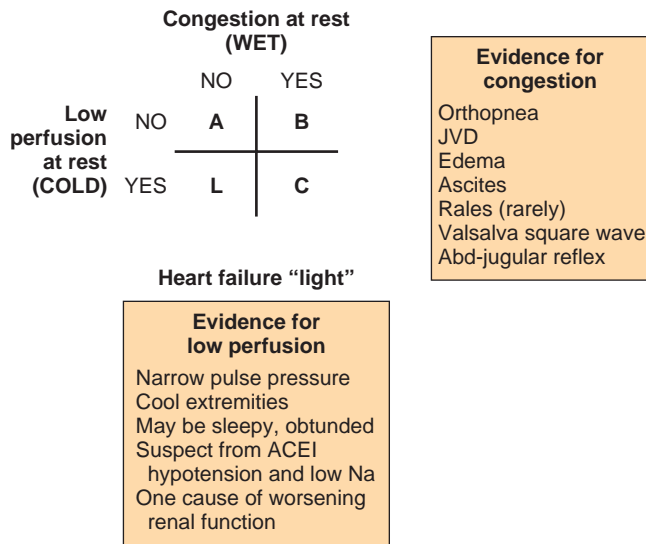 Congestion at rest
(WET)
NO YES
Low
perfusion
at rest
(COLD)
NO A B
YES L C
Heart failure “light”
Evidence for
congestion
Orthopnea
JVD
Edema
Ascites
Rales (rarely)
Valsalva square wave
Abd-jugular reflex
Evidence for
low perfusion
Narrow pulse pressure
Cool extremities
May be sleepy, obtunded
Suspect from ACEI
hypotension and low Na
One cause of worsening
renal function